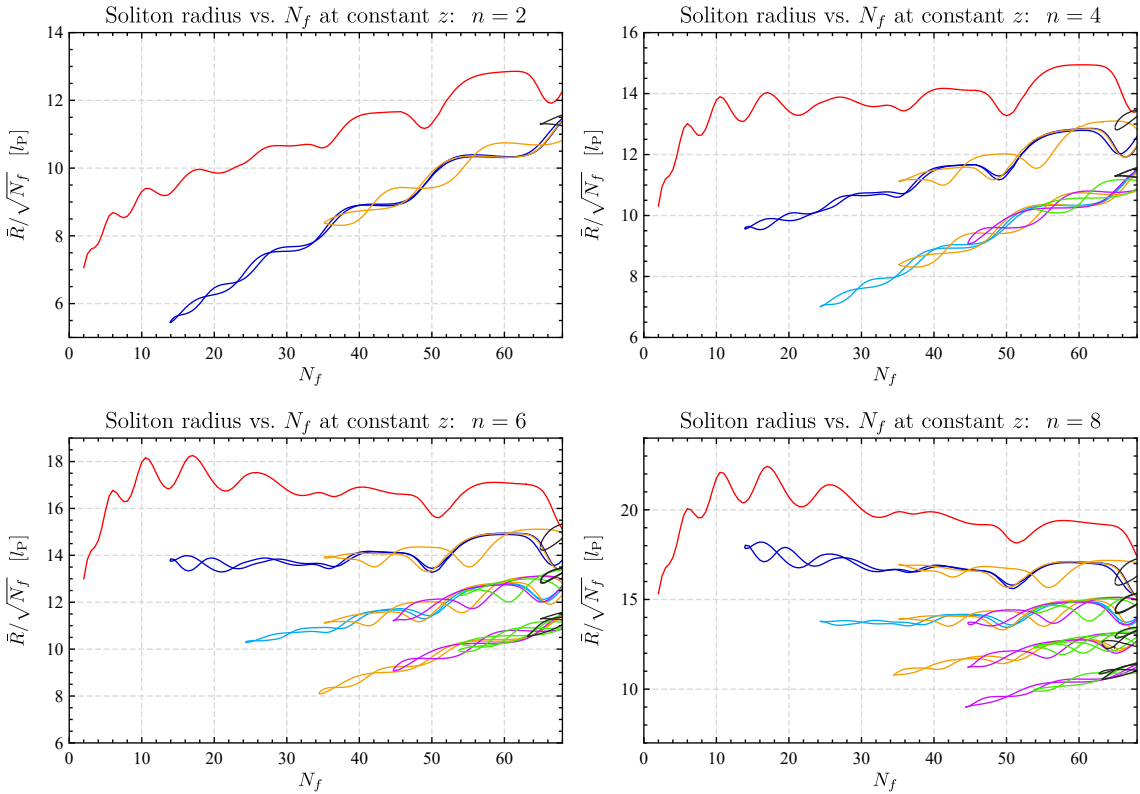 Soliton radius vs. N_f at constant z: n = 2
14
12
10
8
6
R̄/√N_f [l_P]
0 10 20 30 40 50 60
N_f
Soliton radius vs. N_f at constant z: n = 4
16
14
12
10
8
6
R̄/√N_f [l_P]
0 10 20 30 40 50 60
N_f
Soliton radius vs. N_f at constant z: n = 6
18
16
14
12
10
8
6
R̄/√N_f [l_P]
0 10 20 30 40 50 60
N_f
Soliton radius vs. N_f at constant z: n = 8
20
15
10
R̄/√N_f [l_P]
0 10 20 30 40 50 60
N_f